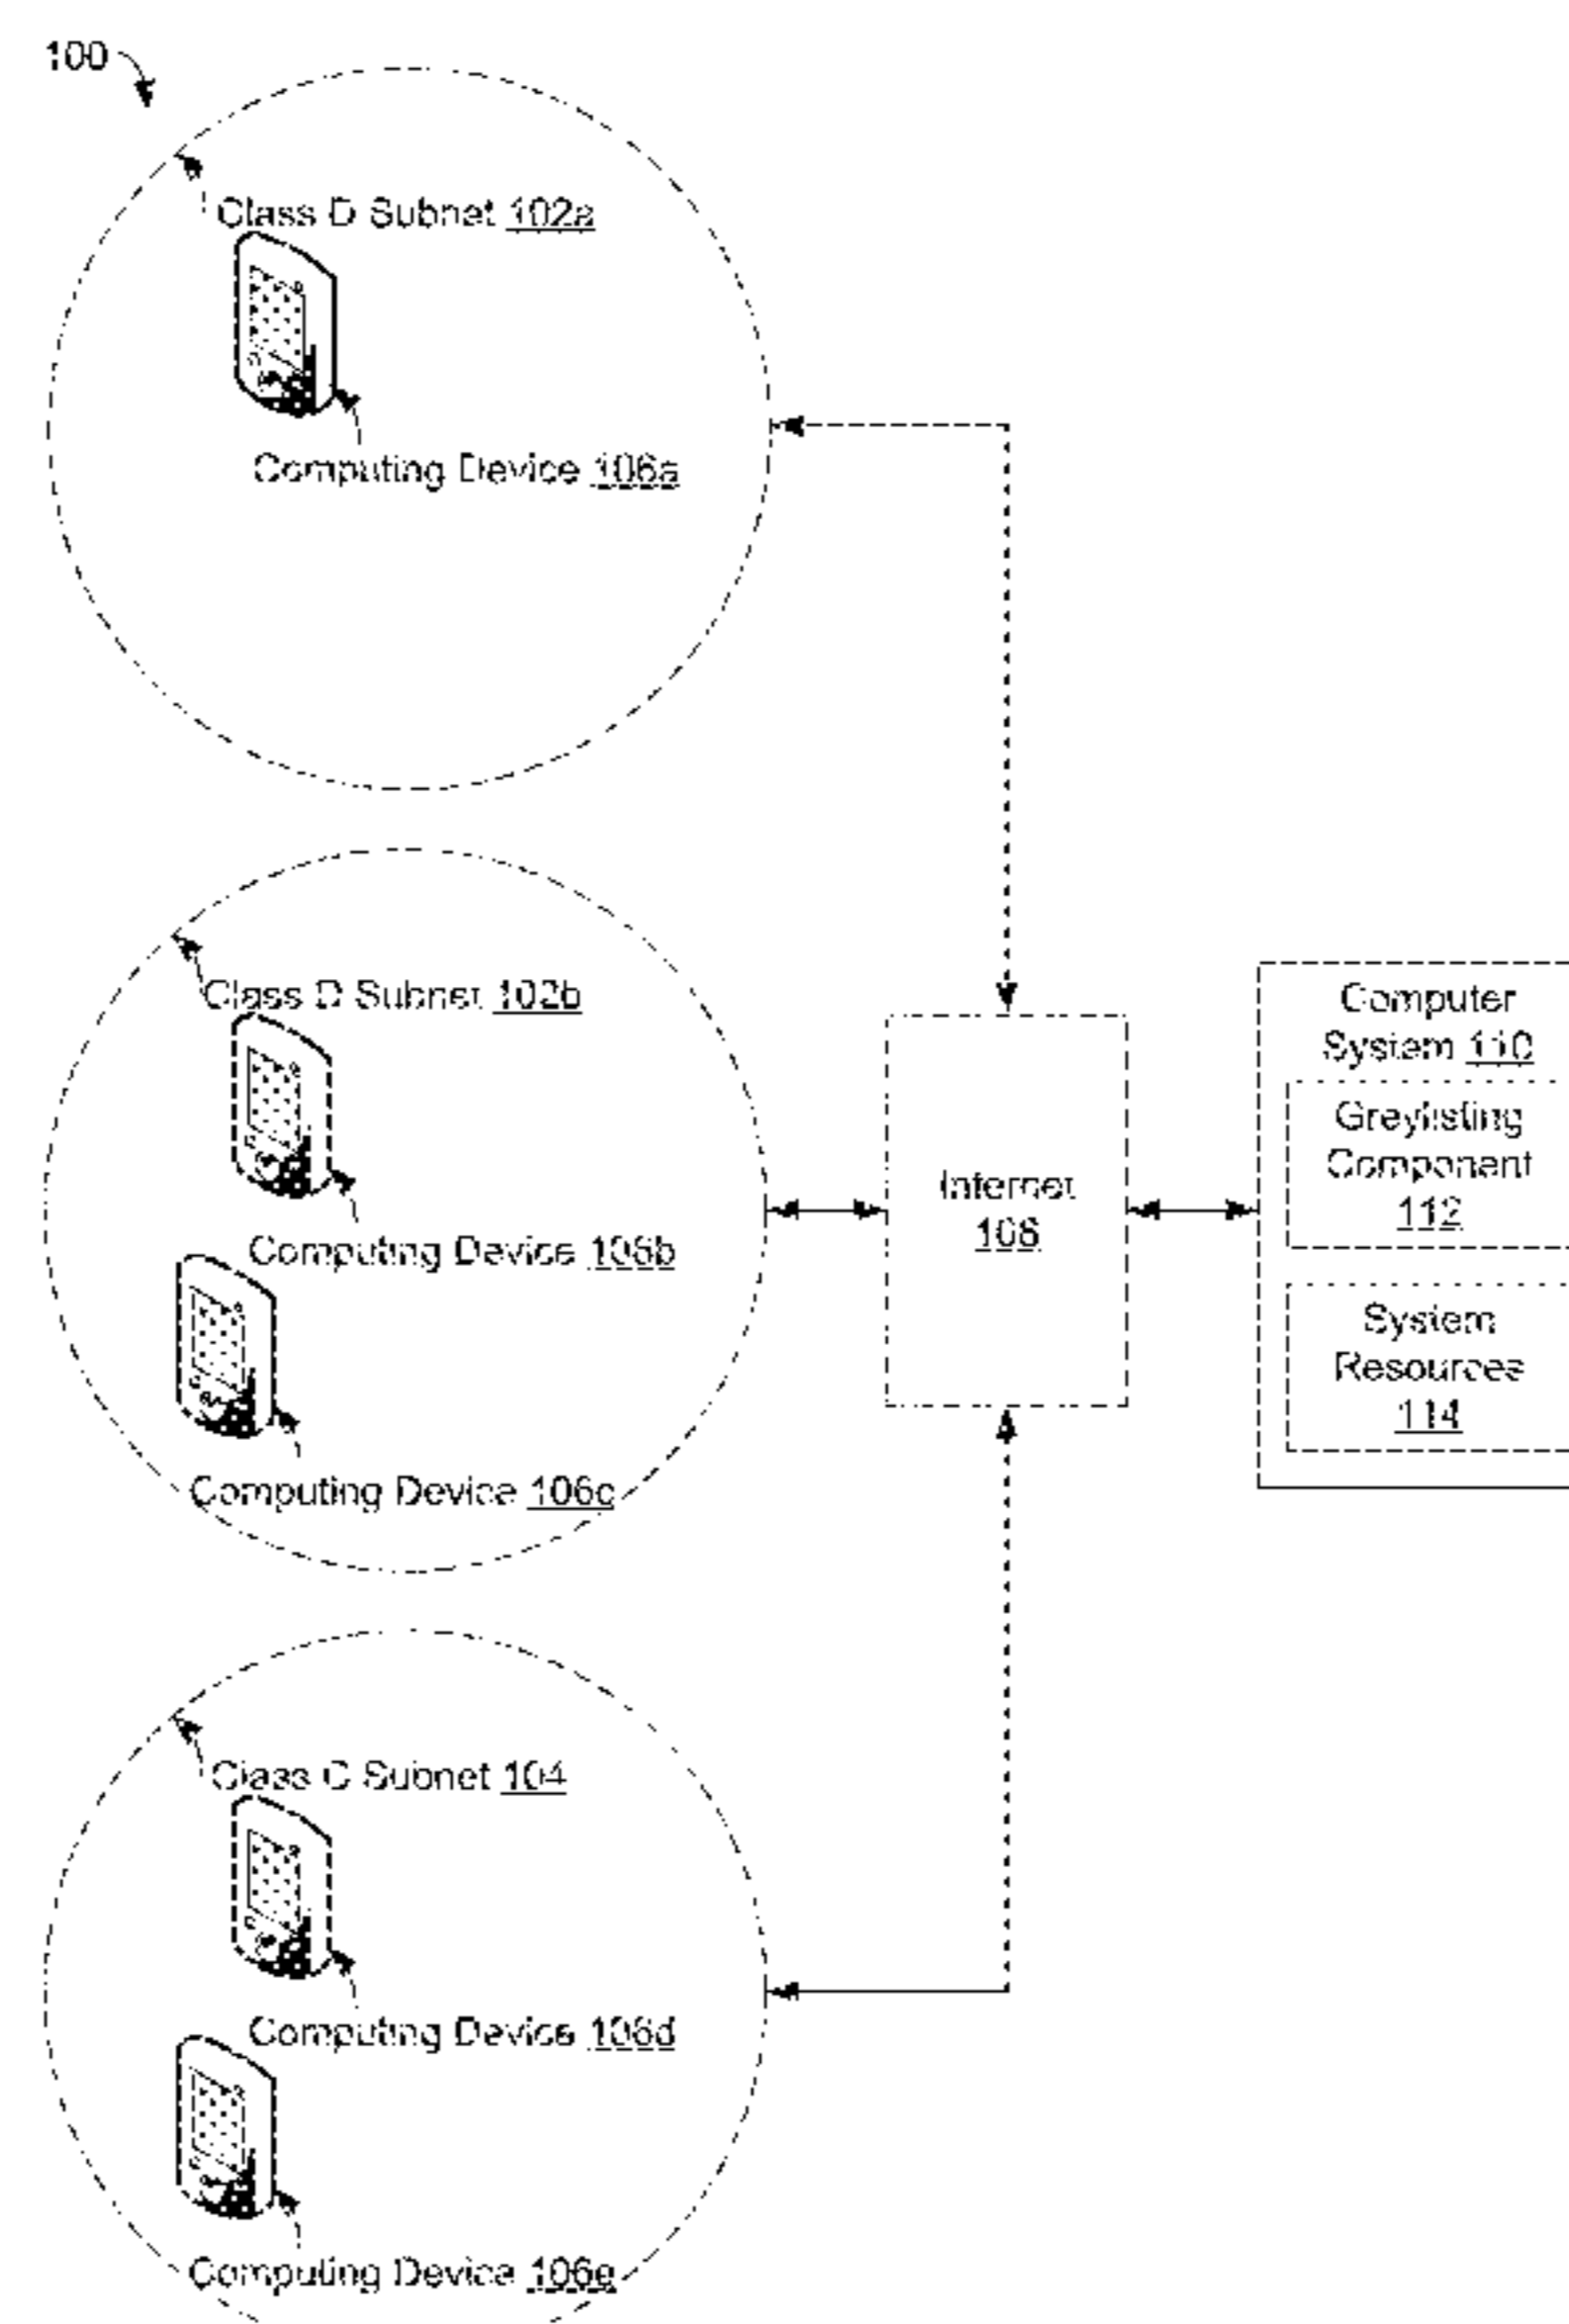 100
Class D Subnet 102a
Computing Device 106a
Class D Subnet 102b
Computing Device 106b
Computing Device 106c
Class C Subnet 104
Computing Device 106d
Computing Device 106e
Internet
108
Computer
System 110
Greylisting
Component
112
System
Resources
114